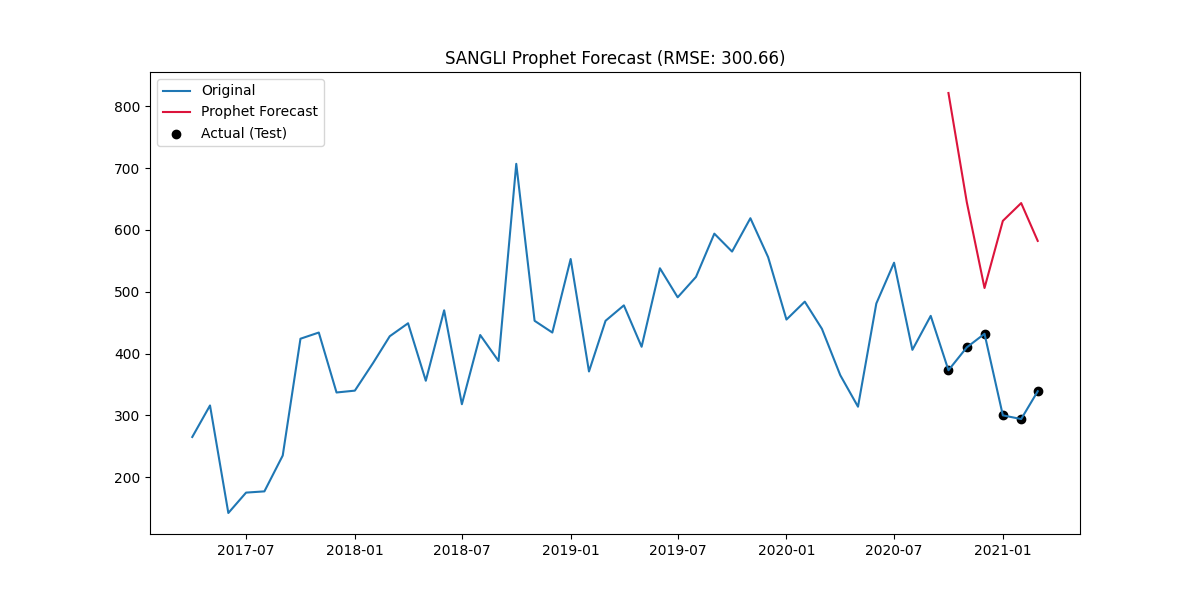 SANGLI Prophet Forecast (RMSE: 300.66)
Original
Prophet Forecast
Actual (Test)
800
700
600
500
400
300
200
2017-07 2018-01 2018-07 2019-01 2019-07 2020-01 2020-07 2021-01